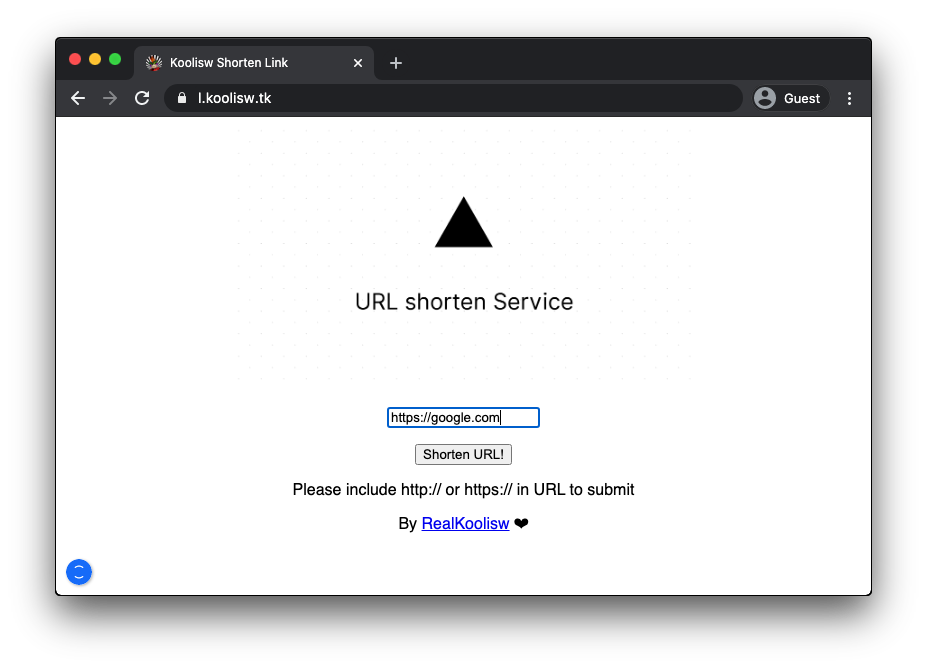 Koolisw Shorten Link
l.koolisw.tk
Guest
URL shorten Service
https://google.com
Shorten URL!
Please include http:// or https:// in URL to submit
By RealKoolisw ❤